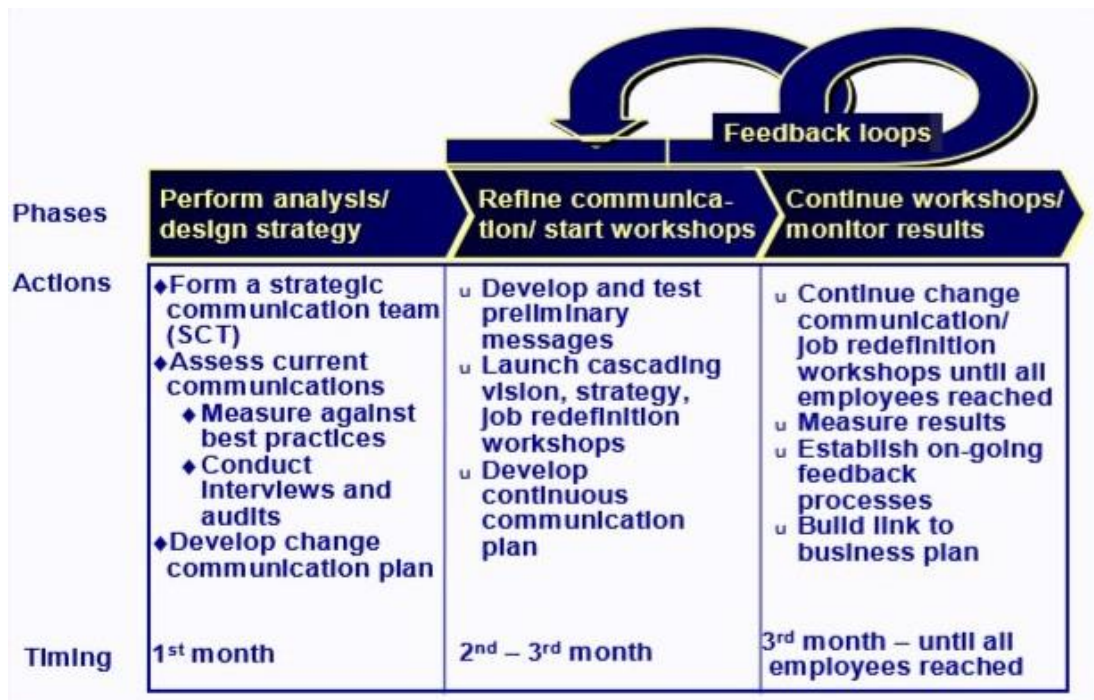 Feedback loops
Phases
Perform analysis/
design strategy
Refine communica-
tion/ start workshops
Continue workshops/
monitor results
Actions
♦Form a strategic
communication team
(SCT)
♦Assess current
communications
♦ Measure against
best practices
♦ Conduct
interviews and
audits
♦Develop change
communication plan
u Develop and test
preliminary
messages
u Launch cascading
vision, strategy,
job redefinition
workshops
u Develop
continuous
communication
plan
u Continue change
communication/
job redefinition
workshops until all
employees reached
u Measure results
u Establish on-going
feedback
processes
u Build link to
business plan
Timing
1st month
2nd – 3rd month
3rd month – until all
employees reached